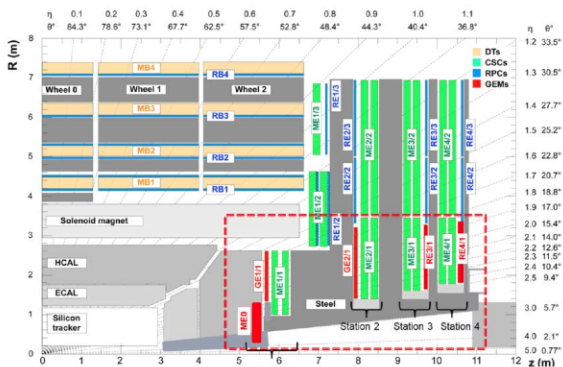 η 0.1 0.2 0.3 0.4 0.5 0.6 0.7 0.8 0.9 1.0 1.1 η θ°
θ° 84.3° 78.6° 73.1° 67.7° 62.5° 57.5° 52.8° 48.4° 44.3° 40.4° 36.8°
R (m)
8
7
6
5
4
3
2
1
0
DTs
CSCs
RPCs
GEMs
1.2 33.5°
1.3 30.5°
1.4 27.7°
1.5 25.2°
1.6 22.8°
1.7 20.7°
1.8 18.8°
1.9 17.0°
2.0 15.4°
2.1 14.0°
2.2 12.6°
2.3 11.5°
2.4 10.4°
2.5 9.4°
3.0 5.7°
4.0 2.1°
5.0 0.77°
MB4
RB4
Wheel 0 Wheel 1 Wheel 2
MB3
RB3
MB2
RB2
MB1
RB1
Solenoid magnet
HCAL
ECAL
Silicon
tracker
Steel
ME0
GE1/1
ME1/1
ME1/2
ME1/3
RE1/3
RE1/2
RE2/3
RE2/2
GE2/1
ME2/2
ME2/1
ME3/2
ME3/1
RE3/3
RE3/2
RE3/1
ME4/2
ME4/1
RE4/3
RE4/2
RE4/1
Station 2 Station 3 Station 4
0 1 2 3 4 5 6 7 8 9 10 11 12
z (m)